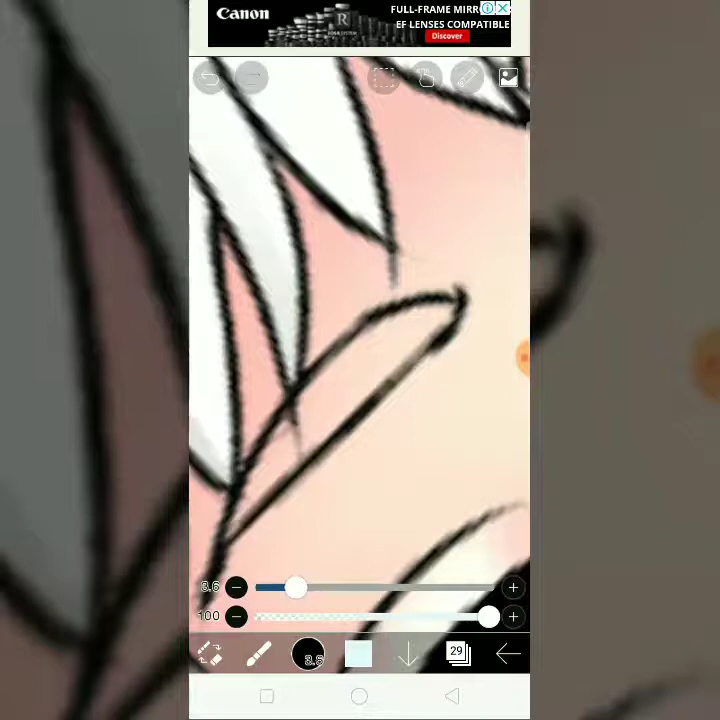 Canon
R
FULL-FRAME MIRR
EF LENSES COMPATIBLE
Discover
3.6
100
3.6
29